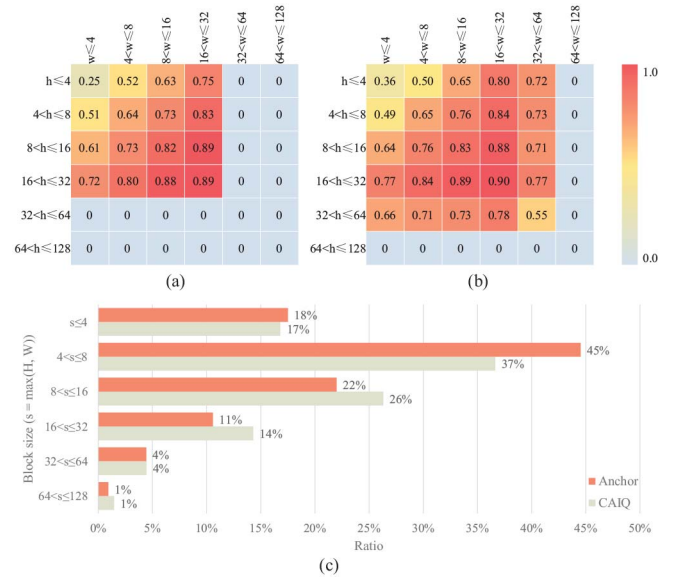 w≤4 4<w≤8 8<w≤16 16<w≤32 32<w≤64 64<w≤128
h≤4 0.25 0.52 0.63 0.75 0 0
4<h≤8 0.51 0.64 0.73 0.83 0 0
8<h≤16 0.61 0.73 0.82 0.89 0 0
16<h≤32 0.72 0.80 0.88 0.89 0 0
32<h≤64 0 0 0 0 0 0
64<h≤128 0 0 0 0 0 0
(a)
w≤4 4<w≤8 8<w≤16 16<w≤32 32<w≤64 64<w≤128
h≤4 0.36 0.50 0.65 0.80 0.72 0
4<h≤8 0.49 0.65 0.76 0.84 0.73 0
8<h≤16 0.64 0.76 0.83 0.88 0.71 0
16<h≤32 0.77 0.84 0.89 0.90 0.77 0
32<h≤64 0.66 0.71 0.73 0.78 0.55 0
64<h≤128 0 0 0 0 0 0
(b)
1.0
0.0
Block size (s = max(H, W))
s≤4 18% 17%
4<s≤8 45% 37%
8<s≤16 22% 26%
16<s≤32 11% 14%
32<s≤64 4% 4%
64<s≤128 1% 1%
Anchor
CAIQ
0% 5% 10% 15% 20% 25% 30% 35% 40% 45% 50%
Ratio
(c)